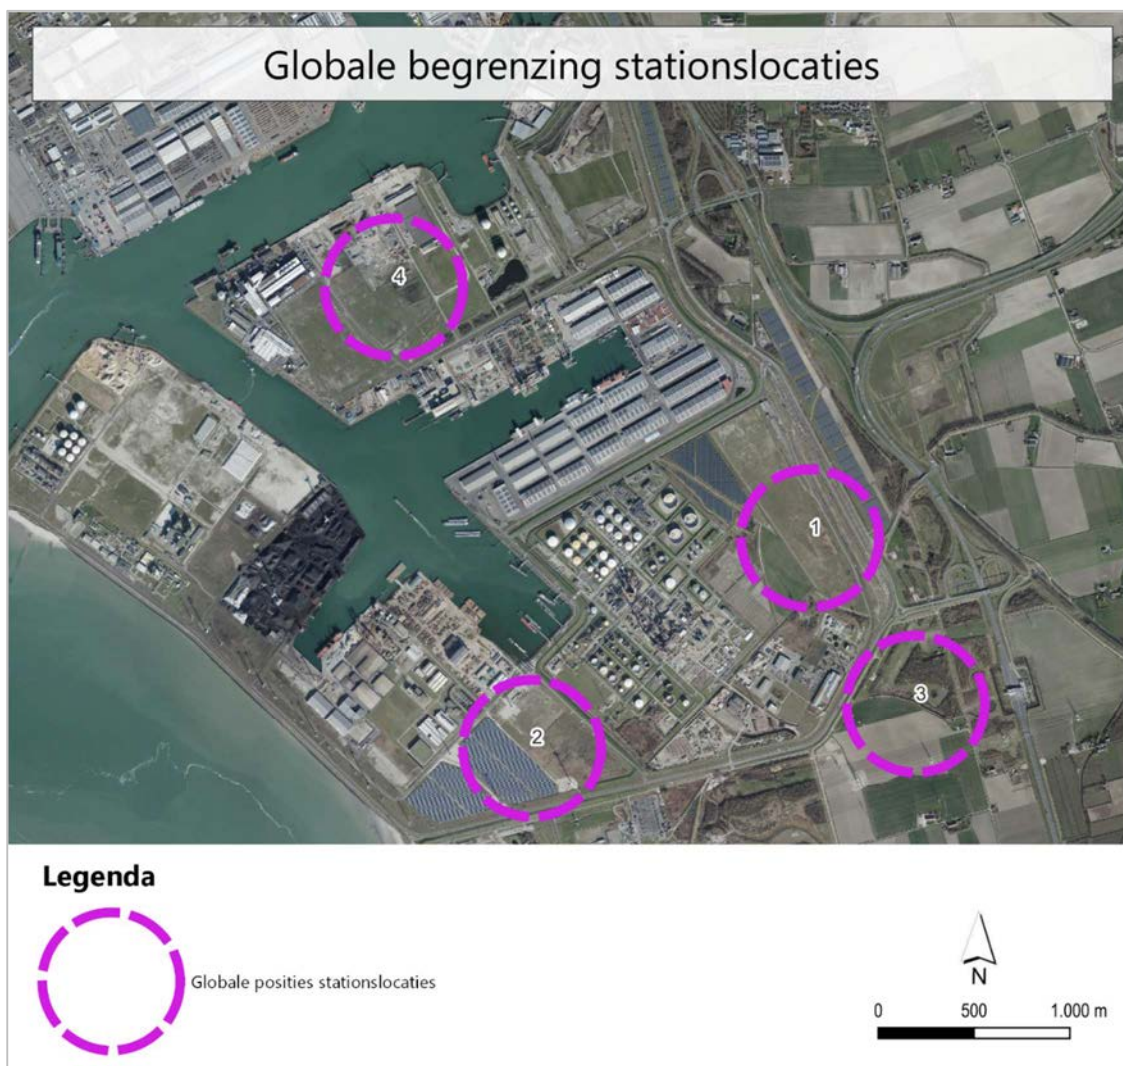 Globale begrenzing stationslocaties
4
1
3
2
Legenda
Globale posities stationslocaties
N
0 500 1.000 m